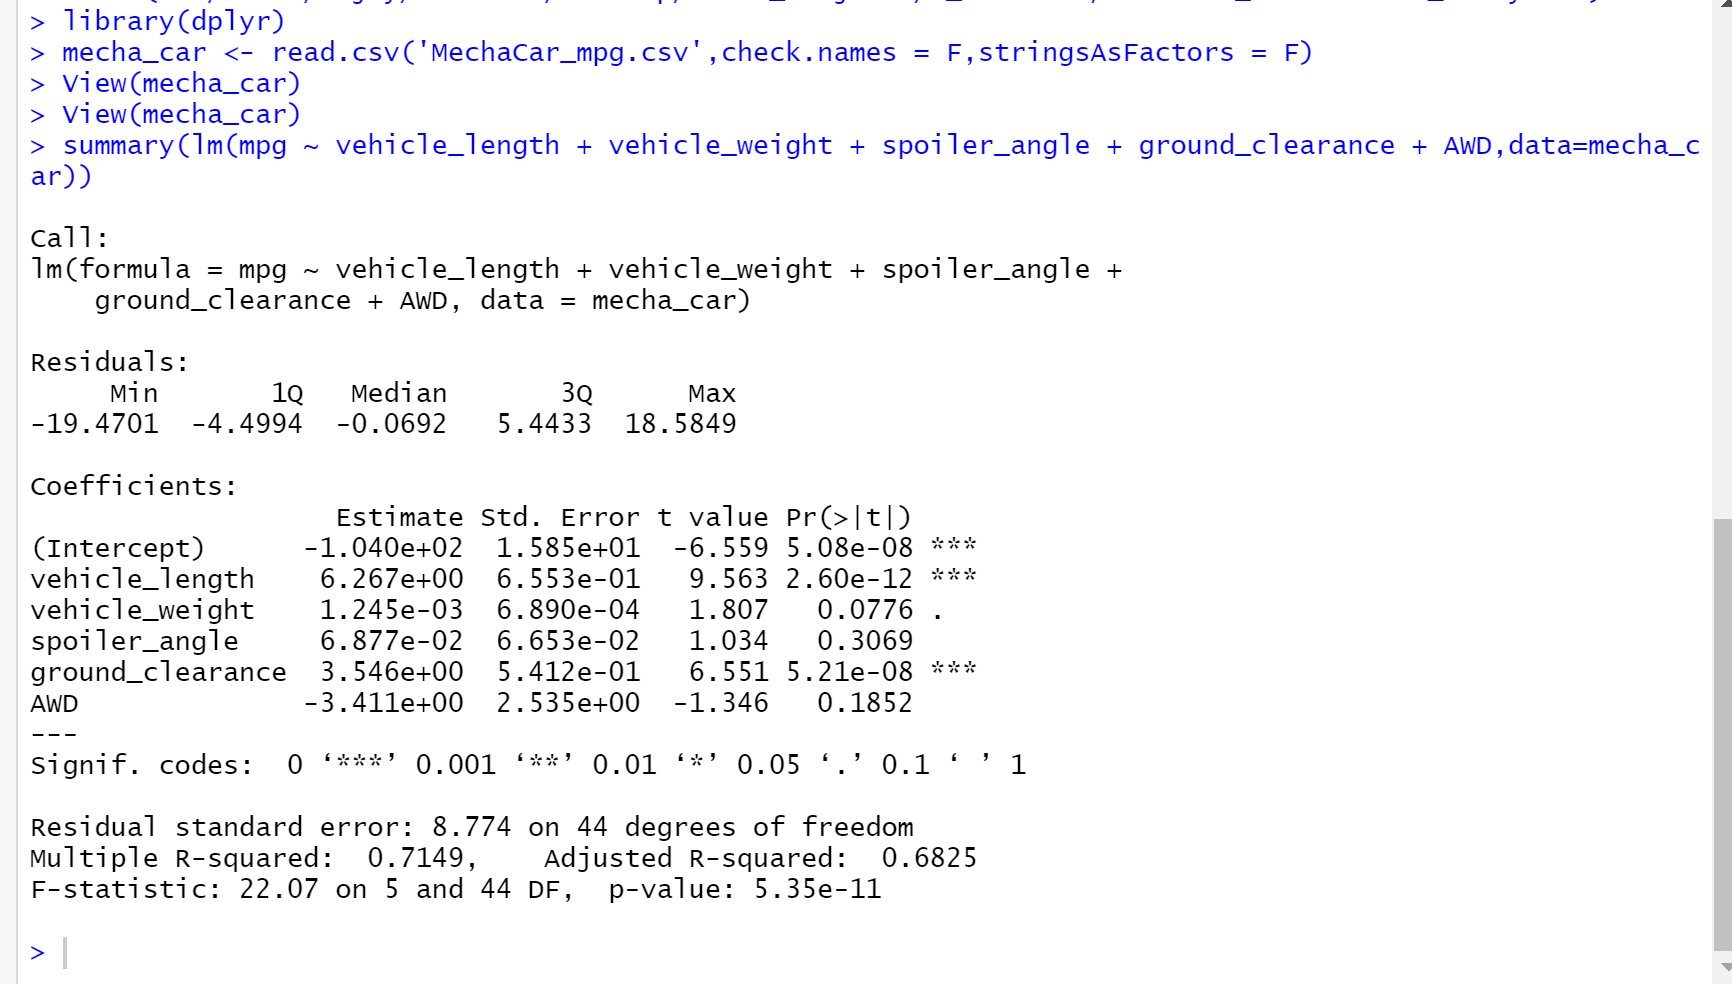 > library(dplyr)
> mecha_car <- read.csv('MechaCar_mpg.csv',check.names = F,stringsAsFactors = F)
> View(mecha_car)
> View(mecha_car)
> summary(lm(mpg ~ vehicle_length + vehicle_weight + spoiler_angle + ground_clearance + AWD,data=mecha_c
ar))
Call:
lm(formula = mpg ~ vehicle_length + vehicle_weight + spoiler_angle +
    ground_clearance + AWD, data = mecha_car)
Residuals:
     Min       1Q   Median       3Q      Max
-19.4701  -4.4994  -0.0692   5.4433  18.5849
Coefficients:
                   Estimate Std. Error t value Pr(>|t|)
(Intercept)      -1.040e+02  1.585e+01  -6.559 5.08e-08 ***
vehicle_length    6.267e+00  6.553e-01   9.563 2.60e-12 ***
vehicle_weight    1.245e-03  6.890e-04   1.807   0.0776 .
spoiler_angle     6.877e-02  6.653e-02   1.034   0.3069
ground_clearance  3.546e+00  5.412e-01   6.551 5.21e-08 ***
AWD              -3.411e+00  2.535e+00  -1.346   0.1852
---
Signif. codes:  0 ‘***’ 0.001 ‘**’ 0.01 ‘*’ 0.05 ‘.’ 0.1 ‘ ’ 1
Residual standard error: 8.774 on 44 degrees of freedom
Multiple R-squared:  0.7149,    Adjusted R-squared:  0.6825
F-statistic: 22.07 on 5 and 44 DF,  p-value: 5.35e-11
>